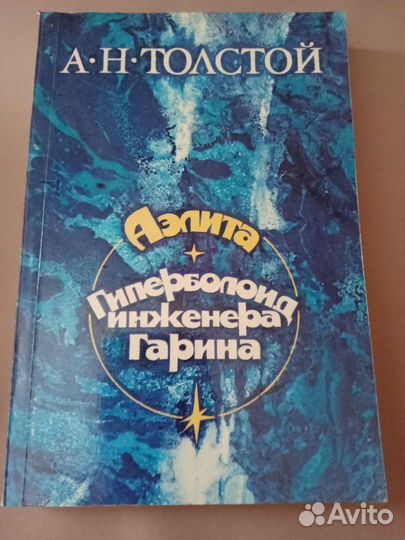 А·Н·ТОЛСТОЙ
Аэлита
Гиперболоид
инженера
Гарина
Avito